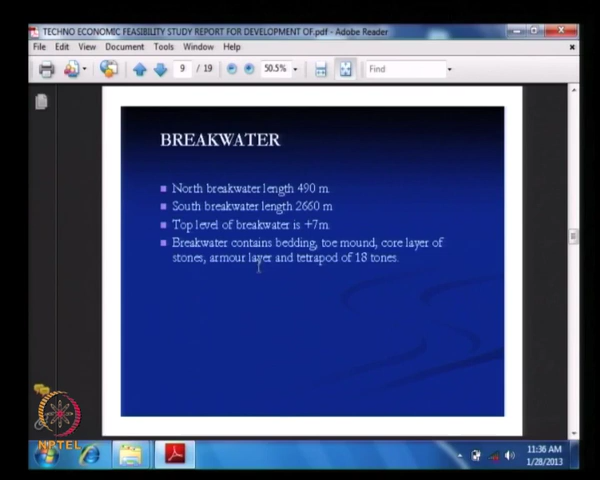 TECHNO ECONOMIC FEASIBILITY STUDY REPORT FOR DEVELOPMENT OF.pdf - Adobe Reader
File Edit View Document Tools Window Help
9 / 19 50.5% Find
BREAKWATER
North breakwater length 490 m.
South breakwater length 2660 m
Top level of breakwater is +7m.
Breakwater contains bedding, toe mound, core layer of
stones, armour layer and tetrapod of 18 tones.
NPTEL
11:36 AM
1/28/2013